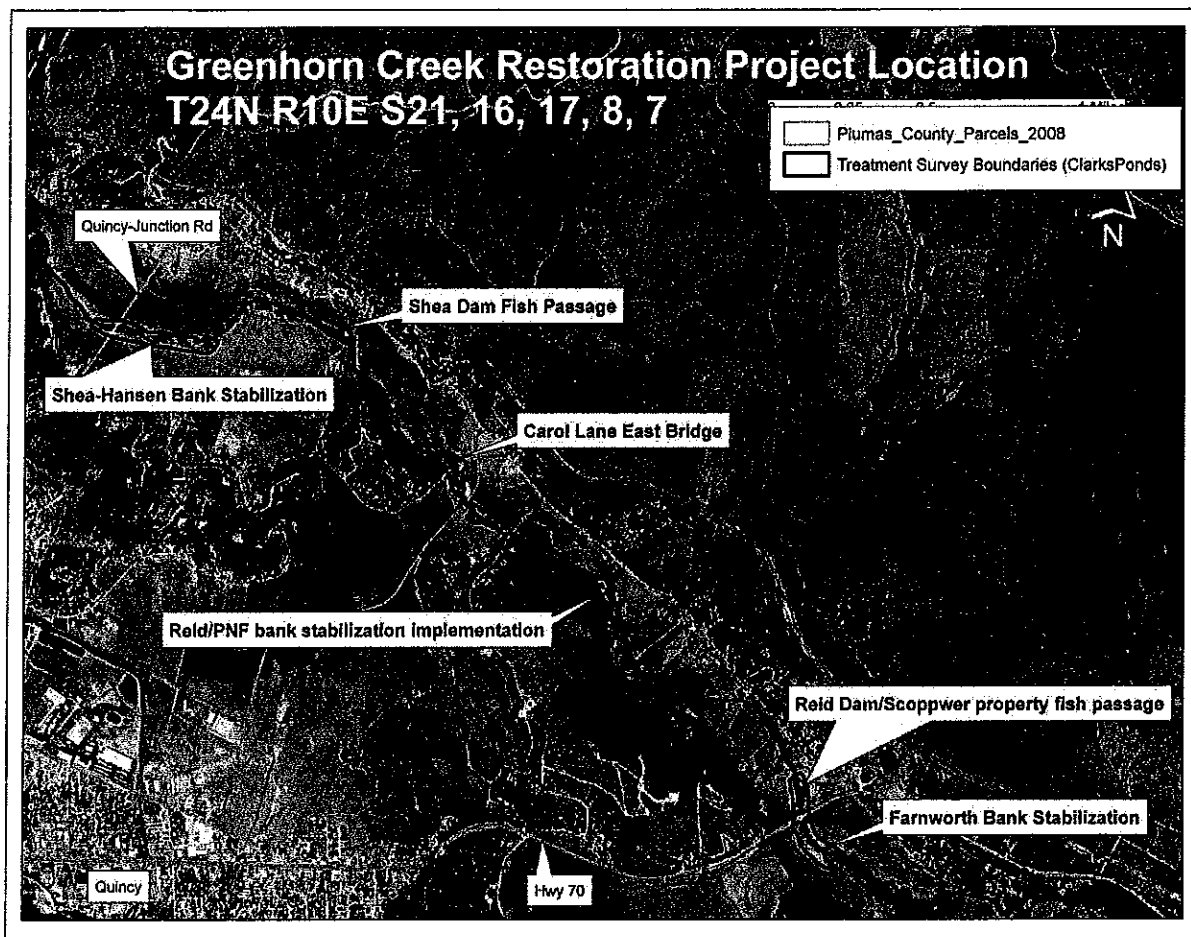 Greenhorn Creek Restoration Project Location
T24N R10E S21, 16, 17, 8, 7
Plumas_County_Parcels_2008
Treatment Survey Boundaries (ClarksPonds)
N
Quincy-Junction Rd
Shea Dam Fish Passage
Shea-Hansen Bank Stabilization
Carol Lane East Bridge
Reid/PNF bank stabilization implementation
Reid Dam/Scoppwer property fish passage
Farnworth Bank Stabilization
Quincy
Hwy 70